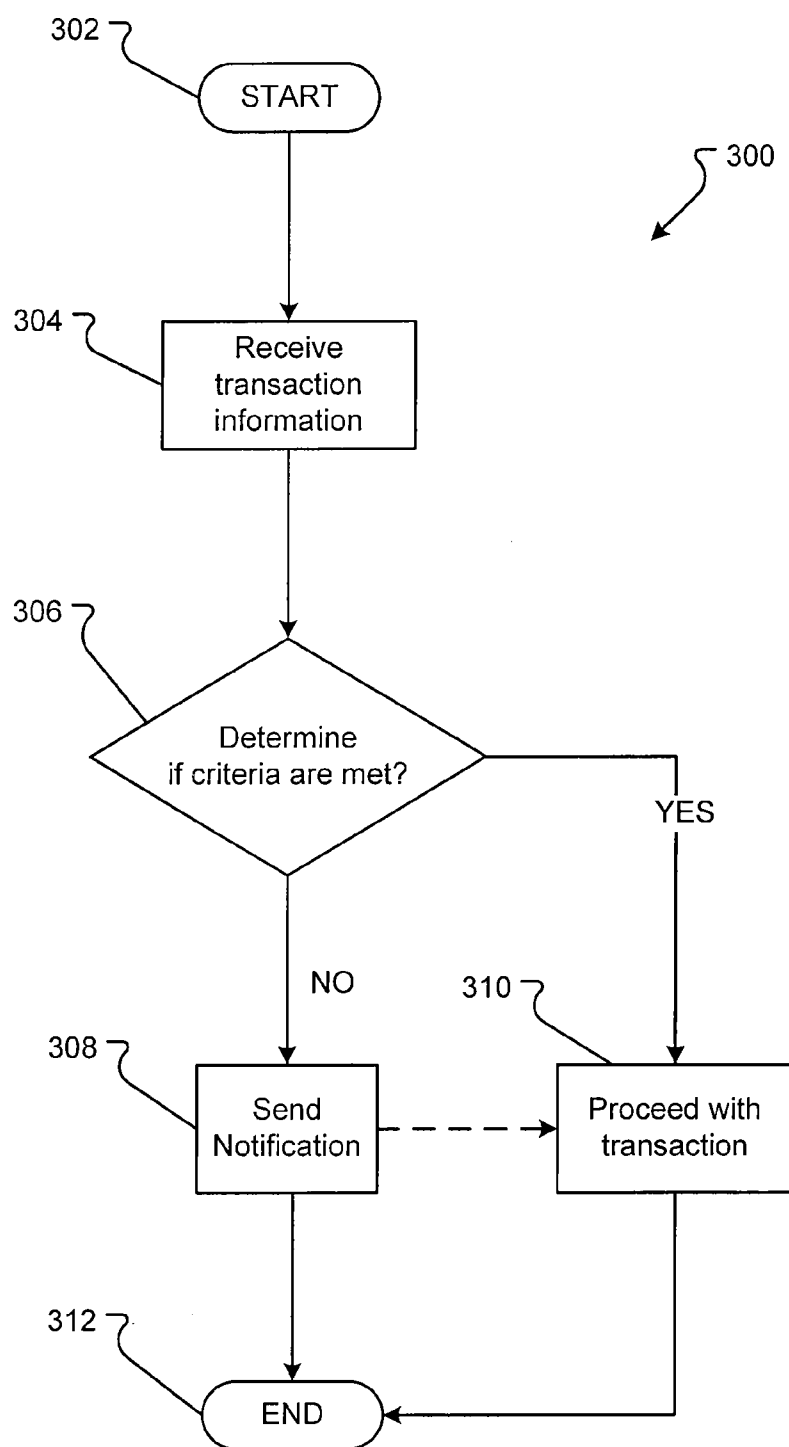 302
START
300
304
Receive
transaction
information
306
Determine
if criteria are met?
YES
NO
310
308
Send
Notification
Proceed with
transaction
312
END